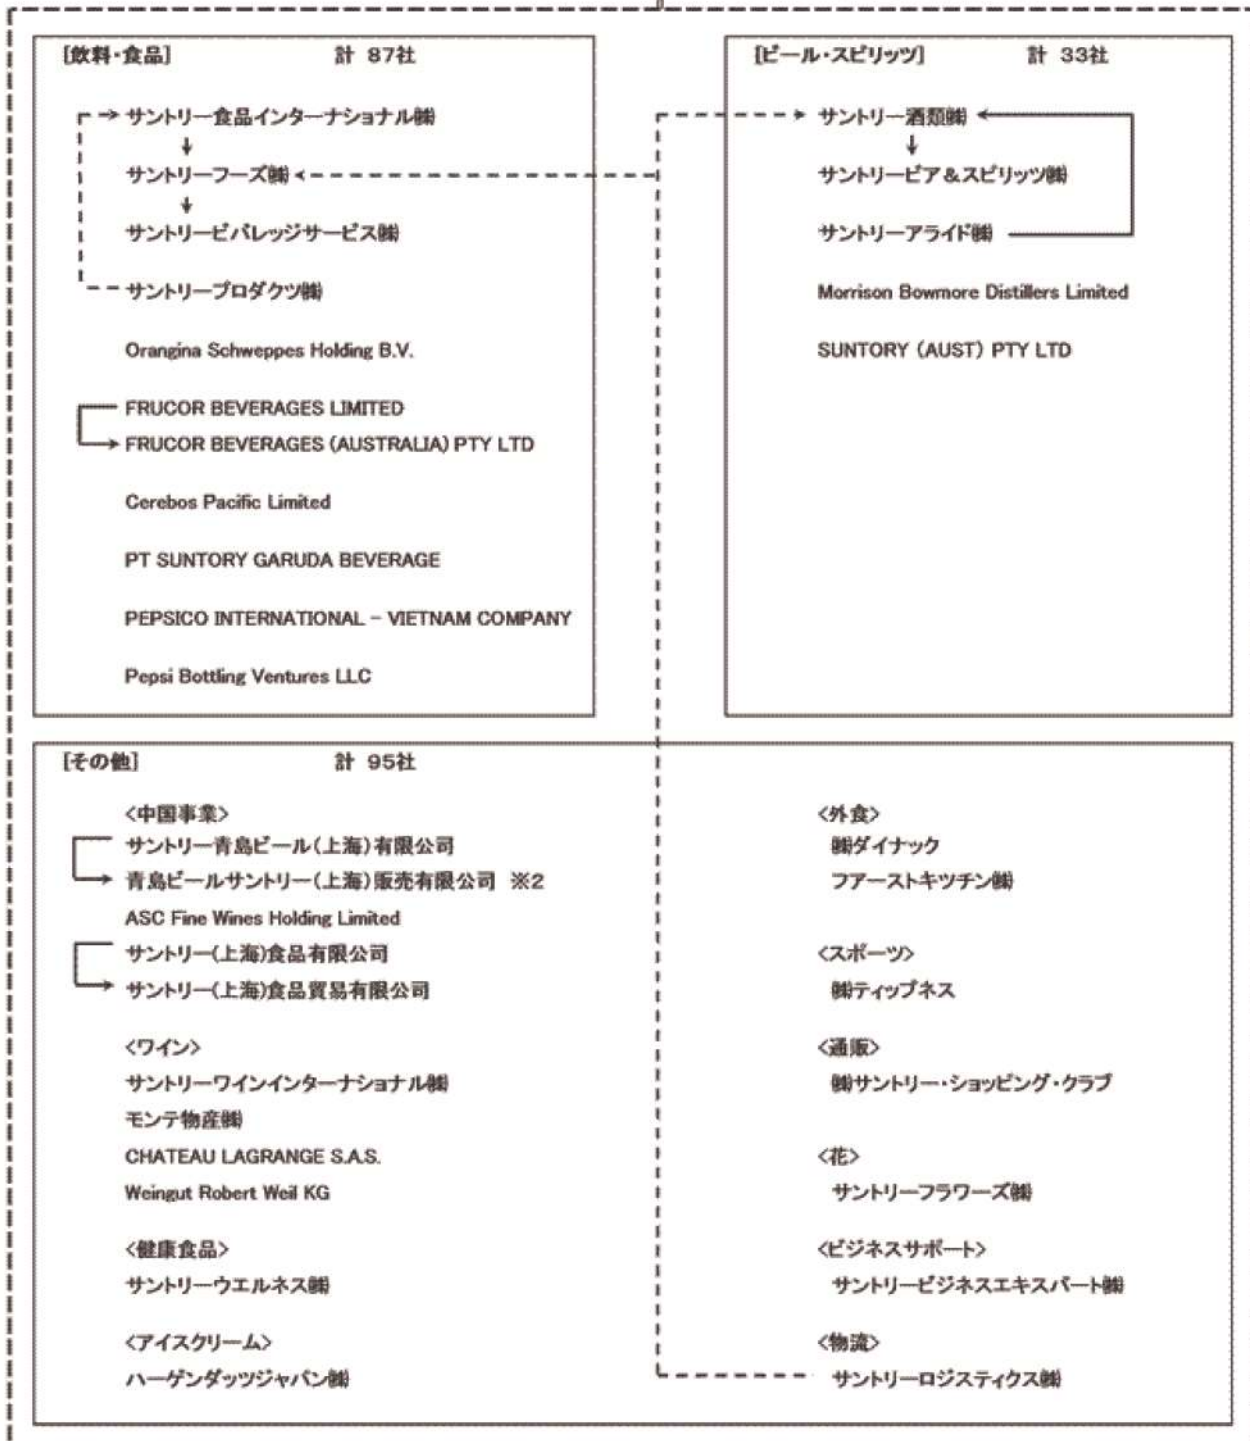 [飲料・食品] 計 87社
サントリー食品インターナショナル㈱
サントリーフーズ㈱
サントリービバレッジサービス㈱
サントリープロダクツ㈱
Orangina Schweppes Holding B.V.
FRUCOR BEVERAGES LIMITED
FRUCOR BEVERAGES (AUSTRALIA) PTY LTD
Cerebos Pacific Limited
PT SUNTORY GARUDA BEVERAGE
PEPSICO INTERNATIONAL - VIETNAM COMPANY
Pepsi Bottling Ventures LLC
[ビール・スピリッツ] 計 33社
サントリー酒類㈱
サントリービア＆スピリッツ㈱
サントリーアライド㈱
Morrison Bowmore Distillers Limited
SUNTORY (AUST) PTY LTD
[その他] 計 95社
〈中国事業〉
サントリー青島ビール(上海)有限公司
青島ビールサントリー(上海)販売有限公司 ※2
ASC Fine Wines Holding Limited
サントリー(上海)食品有限公司
サントリー(上海)食品貿易有限公司
〈ワイン〉
サントリーワインインターナショナル㈱
モンテ物産㈱
CHATEAU LAGRANGE S.A.S.
Weingut Robert Weil KG
〈健康食品〉
サントリーウエルネス㈱
〈アイスクリーム〉
ハーゲンダッツジャパン㈱
〈外食〉
㈱ダイナック
フアーストキツチン㈱
〈スポーツ〉
㈱ティップネス
〈通販〉
㈱サントリー・ショッピング・クラブ
〈花〉
サントリーフラワーズ㈱
〈ビジネスサポート〉
サントリービジネスエキスパート㈱
〈物流〉
サントリーロジスティクス㈱